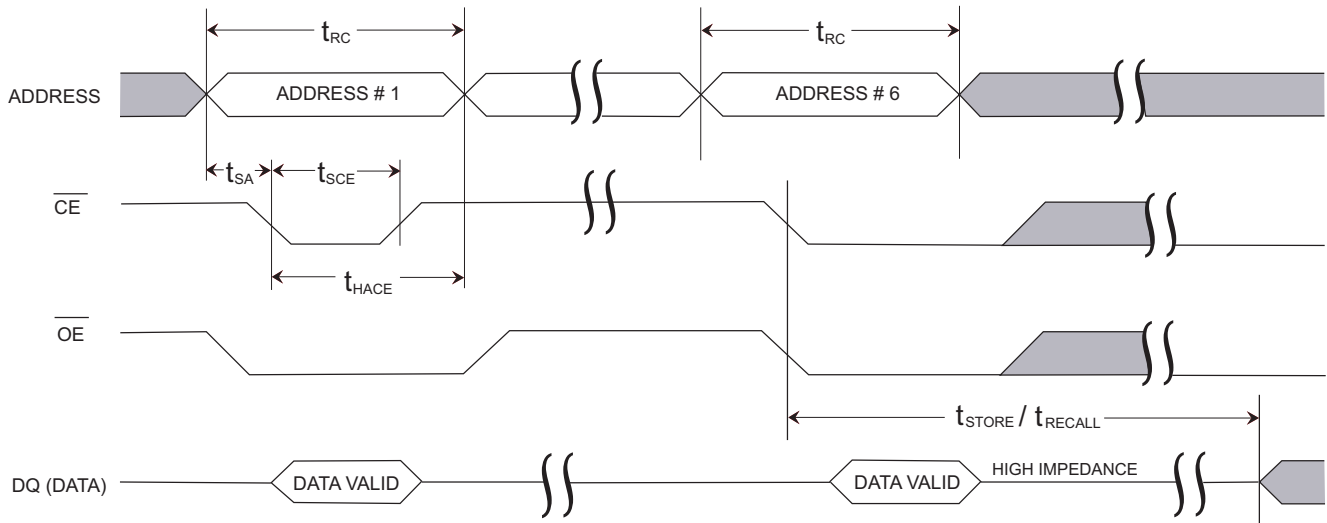 tRC
tRC
ADDRESS
ADDRESS # 1
ADDRESS # 6
tSA
tSCE
CE
tHACE
OE
tSTORE / tRECALL
DQ (DATA)
DATA VALID
DATA VALID
HIGH IMPEDANCE